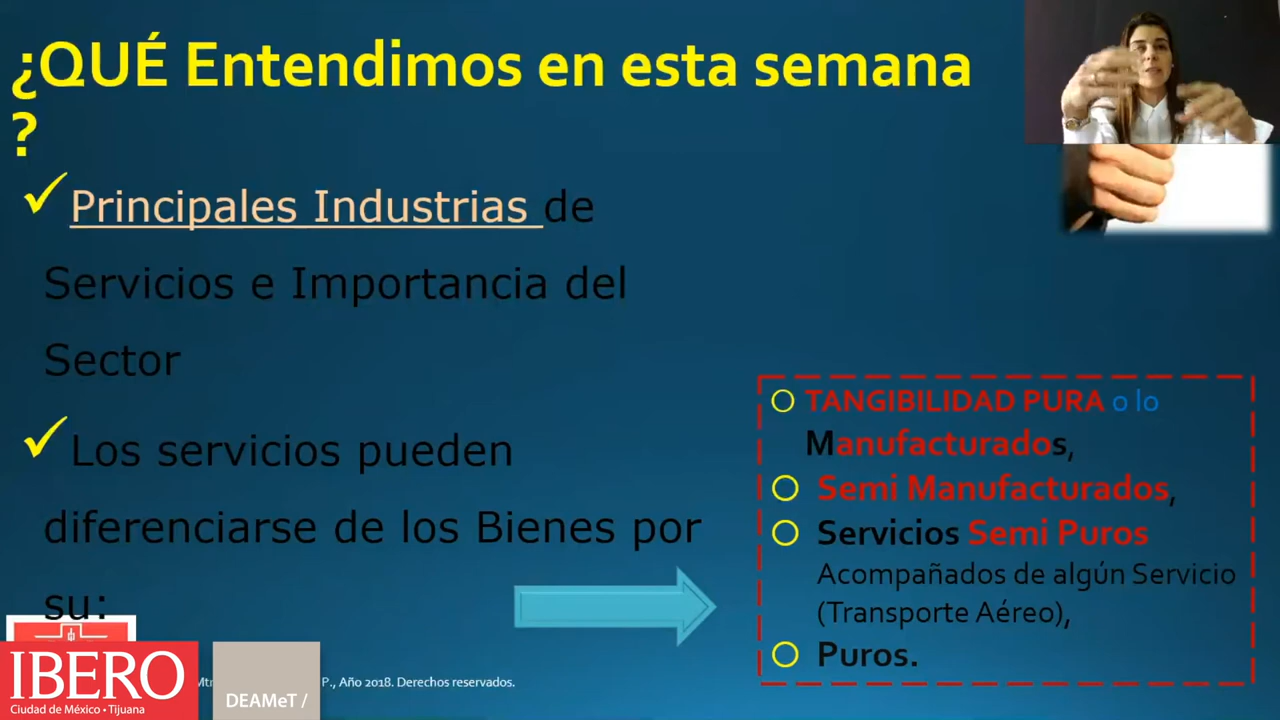 ¿QUÉ Entendimos en esta semana
?
Principales Industrias de
Servicios e Importancia del
Sector
Los servicios pueden
diferenciarse de los Bienes por
su:
TANGIBILIDAD PURA o lo
Manufacturados,
Semi Manufacturados,
Servicios Semi Puros
Acompañados de algún Servicio
(Transporte Aéreo),
Puros.
P., Año 2018. Derechos reservados.
IBERO
Ciudad de México • Tijuana
DEAMeT /